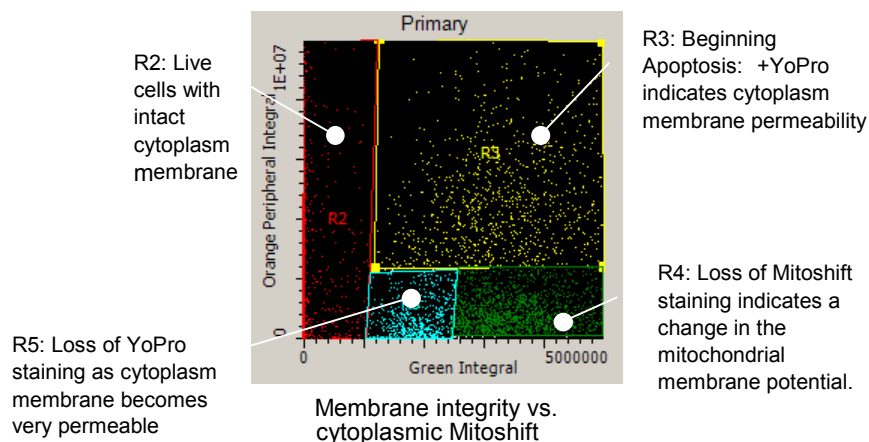 Primary
R2: Live
cells with
intact
cytoplasm
membrane
R3: Beginning
Apoptosis: +YoPro
indicates cytoplasm
membrane permeability
1E+07
Orange Peripheral Integral
0
R3
R2
R4: Loss of Mitoshift
staining indicates a
change in the
mitochondrial
membrane potential.
R5: Loss of YoPro
staining as cytoplasm
membrane becomes
very permeable
0
5000000
Green Integral
Membrane integrity vs.
cytoplasmic Mitoshift